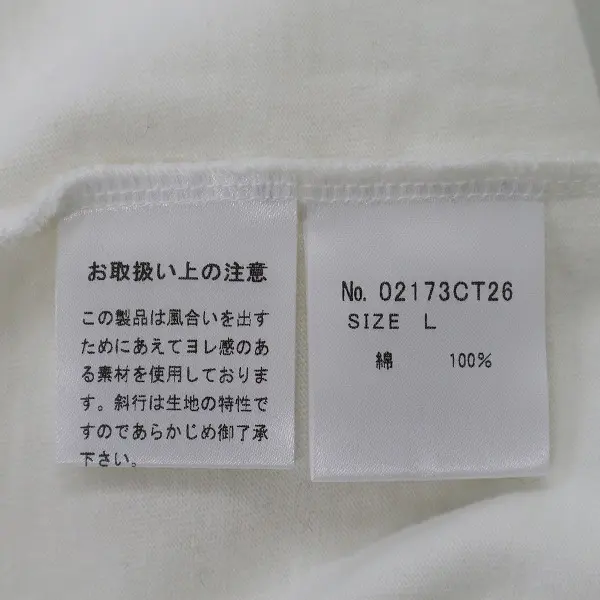 お取扱い上の注意
この製品は風合いを出す
ためにあえてヨレ感のあ
る素材を使用しておりま
す。斜行は生地の特性で
すのであらかじめ御了承
下さい。
No. 02173CT26
SIZE L
綿 100%